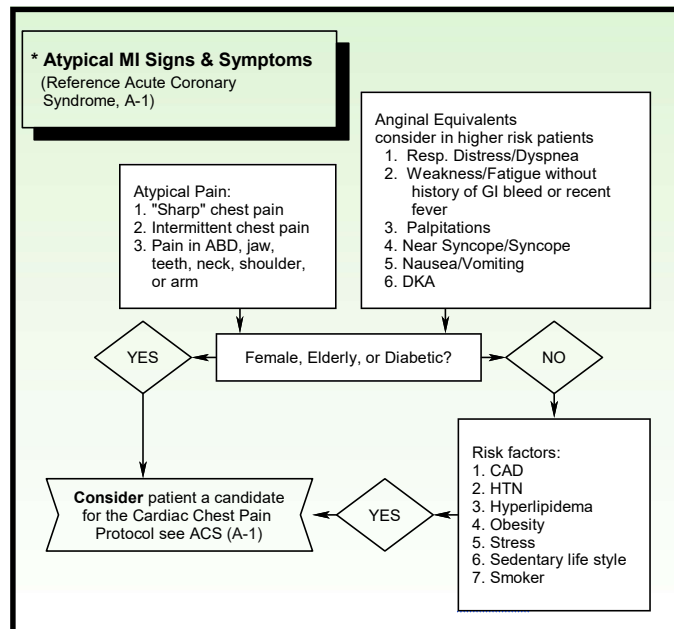 * Atypical MI Signs & Symptoms
(Reference Acute Coronary
Syndrome, A-1)
Anginal Equivalents
consider in higher risk patients
1. Resp. Distress/Dyspnea
2. Weakness/Fatigue without
history of GI bleed or recent
fever
3. Palpitations
4. Near Syncope/Syncope
5. Nausea/Vomiting
6. DKA
Atypical Pain:
1. "Sharp" chest pain
2. Intermittent chest pain
3. Pain in ABD, jaw,
teeth, neck, shoulder,
or arm
YES
Female, Elderly, or Diabetic?
NO
Risk factors:
1. CAD
2. HTN
3. Hyperlipidema
4. Obesity
5. Stress
6. Sedentary life style
7. Smoker
YES
Consider patient a candidate
for the Cardiac Chest Pain
Protocol see ACS (A-1)